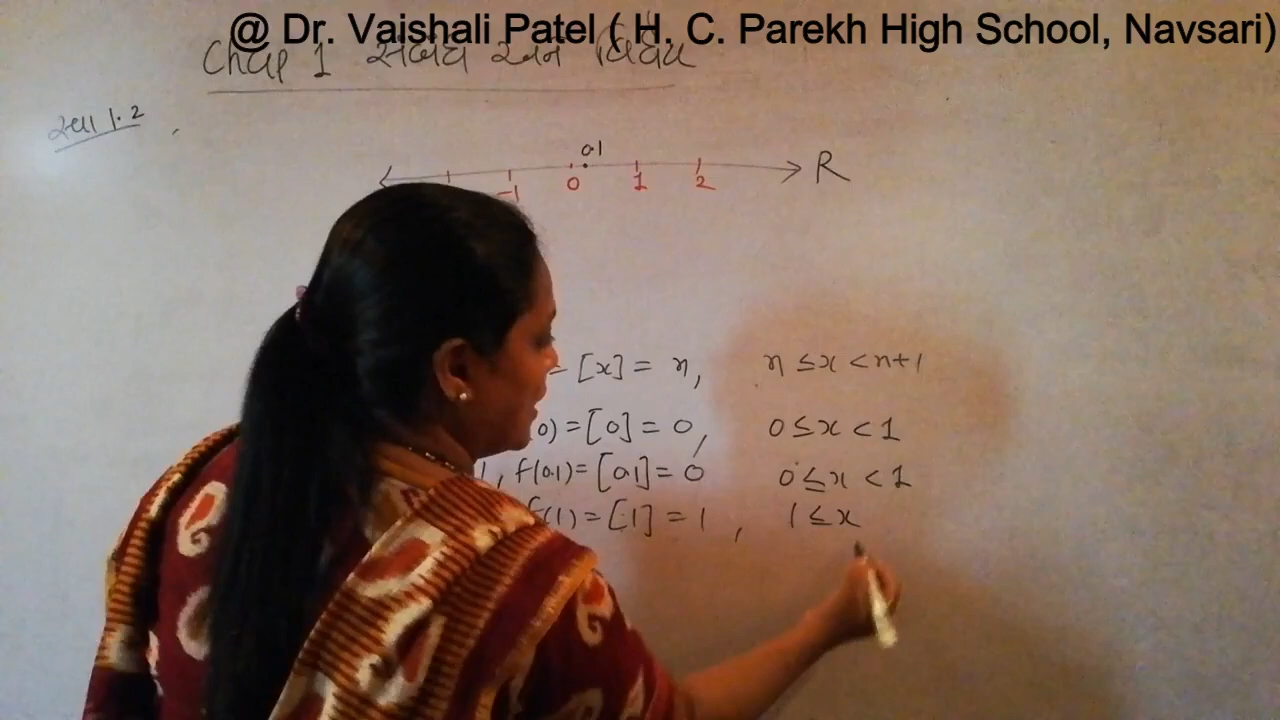 @ Dr. Vaishali Patel ( H. C. Parekh High School, Navsari)
Chap 1 સંબંધ અને વિધેય
સ્વા 1.2
0.1
-1 0 1 2 R
= [x] = n, n ≤ x < n+1
(0) = [0] = 0, 0 ≤ x < 1
1, f(0.1) = [0.1] = 0 0 ≤ x < 1
f(1) = [1] = 1, 1 ≤ x